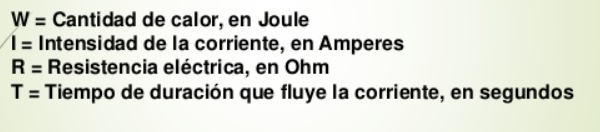 W = Cantidad de calor, en Joule
I = Intensidad de la corriente, en Amperes
R = Resistencia eléctrica, en Ohm
T = Tiempo de duración que fluye la corriente, en segundos